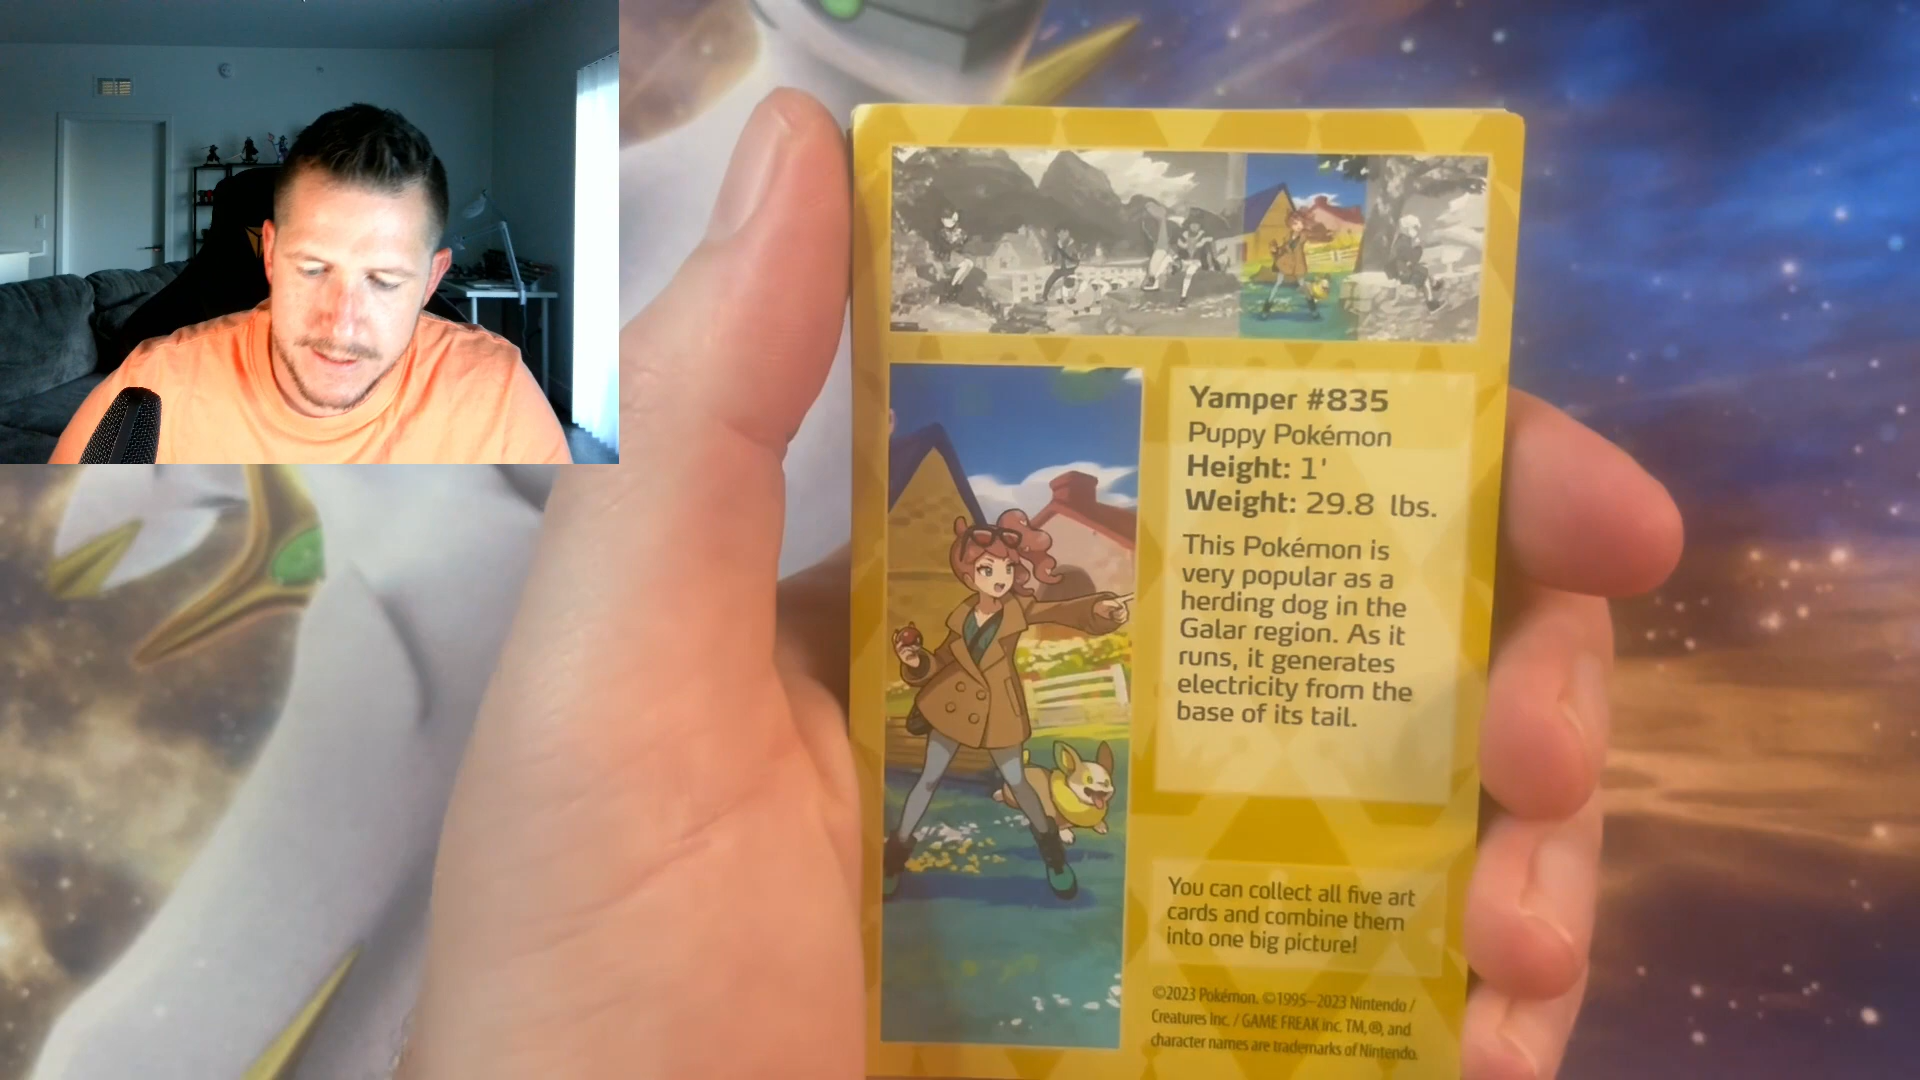 Yamper #835
Puppy Pokémon
Height: 1'
Weight: 29.8 lbs.
This Pokémon is
very popular as a
herding dog in the
Galar region. As it
runs, it generates
electricity from the
base of its tail.
You can collect all five art
cards and combine them
into one big picture!
©2023 Pokémon. ©1995–2023 Nintendo /
Creatures Inc. / GAME FREAK inc. TM, ®, and
character names are trademarks of Nintendo.